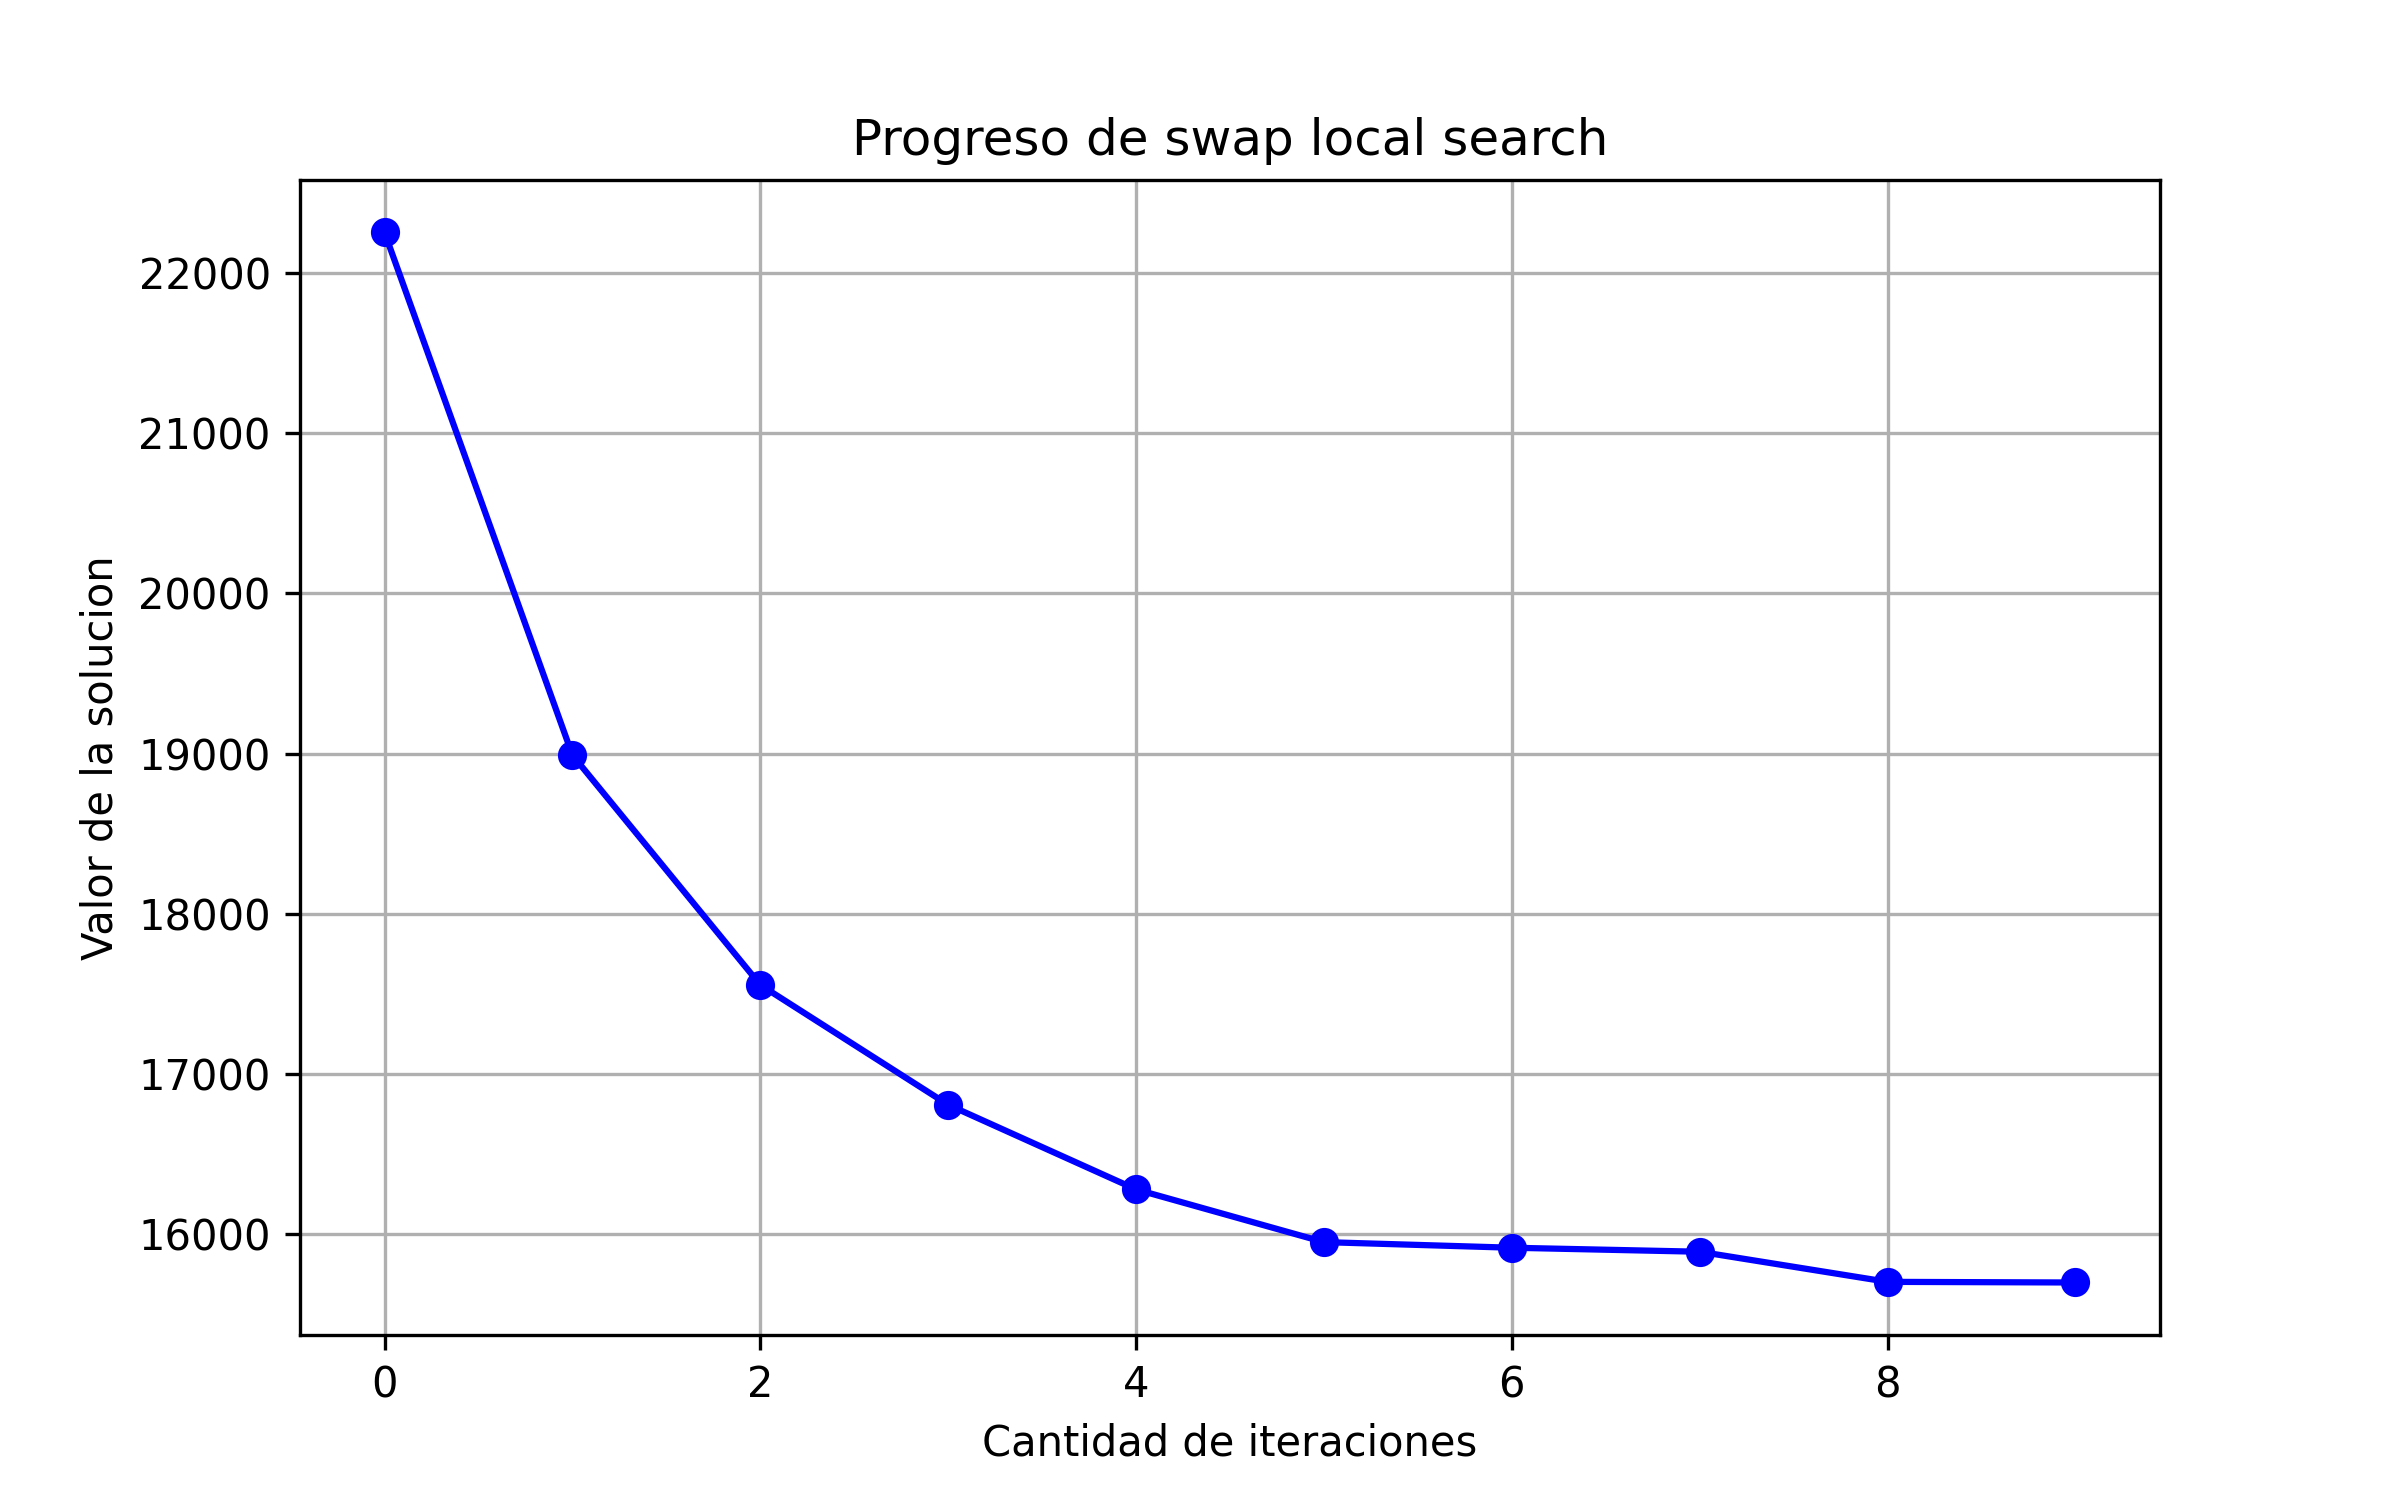 Progreso de swap local search
Valor de la solucion
22000
21000
20000
19000
18000
17000
16000
0 2 4 6 8
Cantidad de iteraciones